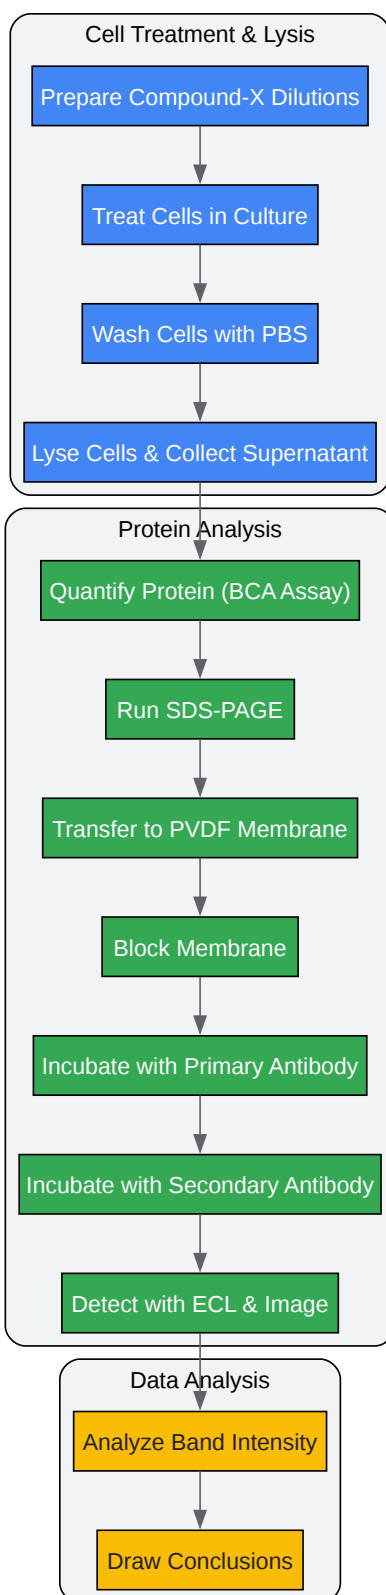 Cell Treatment & Lysis
Prepare Compound-X Dilutions
Treat Cells in Culture
Wash Cells with PBS
Lyse Cells & Collect Supernatant
Protein Analysis
Quantify Protein (BCA Assay)
Run SDS-PAGE
Transfer to PVDF Membrane
Block Membrane
Incubate with Primary Antibody
Incubate with Secondary Antibody
Detect with ECL & Image
Data Analysis
Analyze Band Intensity
Draw Conclusions